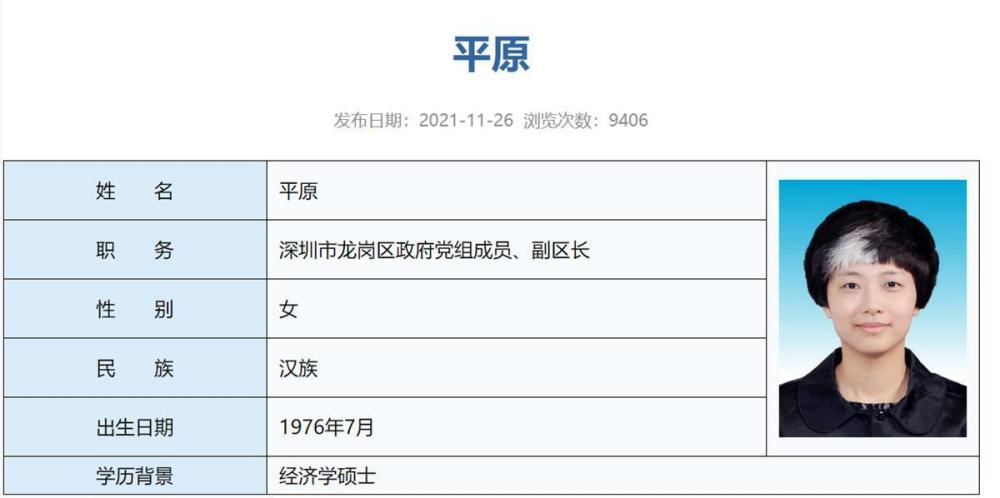 平原
发布日期：2021-11-26 浏览次数：9406
姓 名 平原
职 务 深圳市龙岗区政府党组成员、副区长
性 别 女
民 族 汉族
出生日期 1976年7月
学历背景 经济学硕士